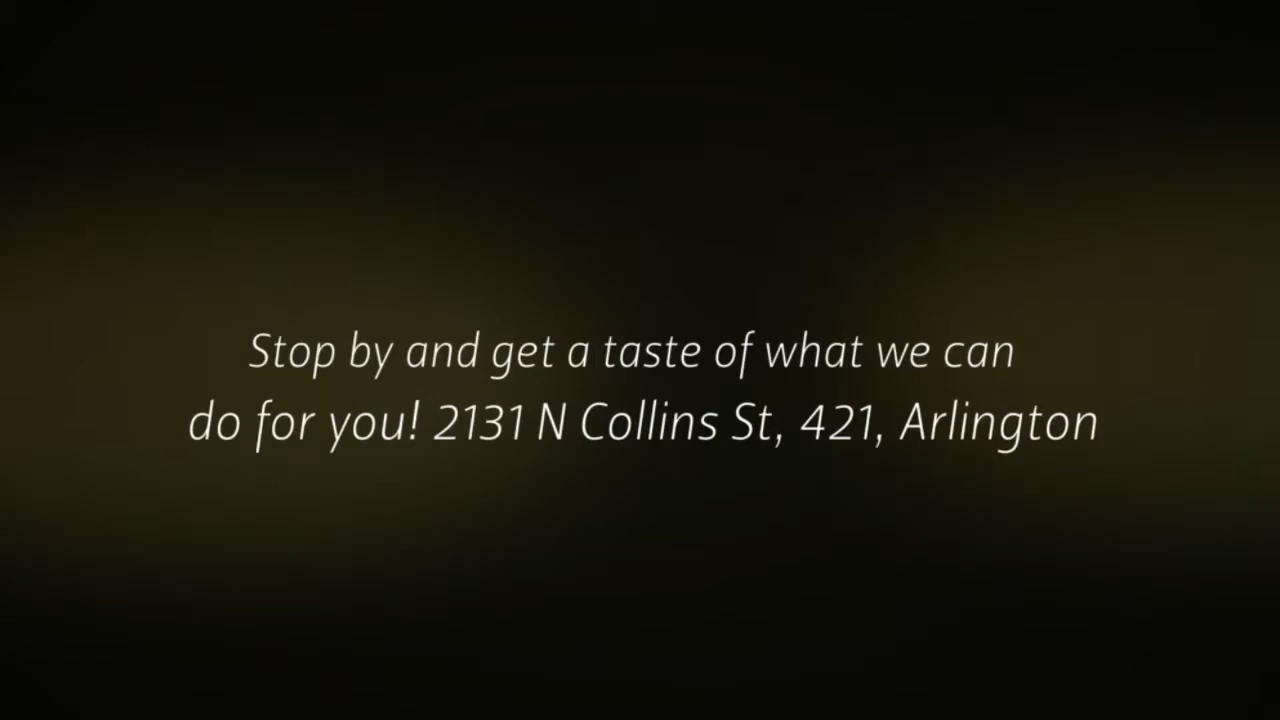 Stop by and get a taste of what we can
do for you! 2131 N Collins St, 421, Arlington